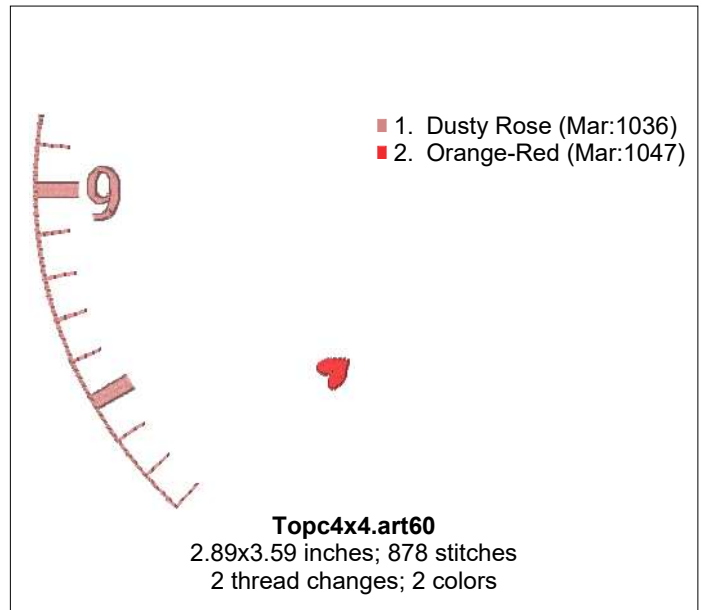 1. Dusty Rose (Mar:1036)
2. Orange-Red (Mar:1047)
9
Topc4x4.art60
2.89x3.59 inches; 878 stitches
2 thread changes; 2 colors